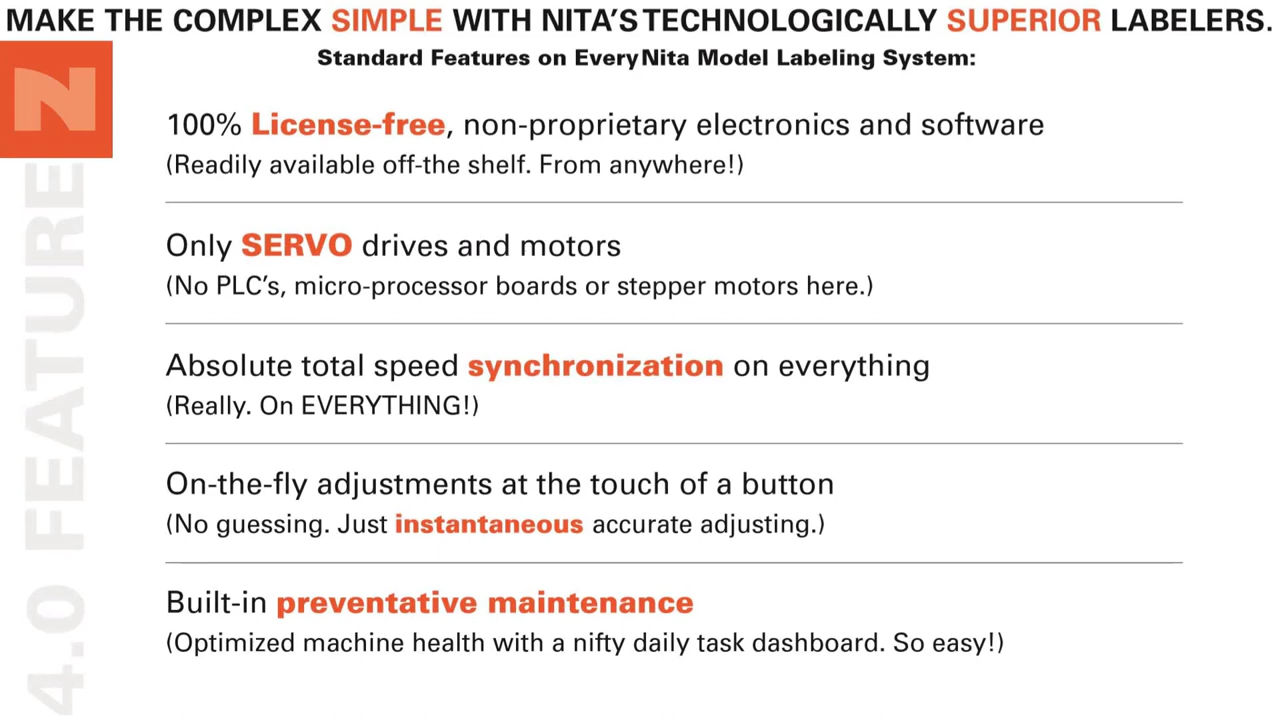 MAKE THE COMPLEX SIMPLE WITH NITA'S TECHNOLOGICALLY SUPERIOR LABELERS.
Standard Features on Every Nita Model Labeling System:
N
4.0 FEATURE
100% License-free, non-proprietary electronics and software
(Readily available off-the shelf. From anywhere!)
Only SERVO drives and motors
(No PLC's, micro-processor boards or stepper motors here.)
Absolute total speed synchronization on everything
(Really. On EVERYTHING!)
On-the-fly adjustments at the touch of a button
(No guessing. Just instantaneous accurate adjusting.)
Built-in preventative maintenance
(Optimized machine health with a nifty daily task dashboard. So easy!)